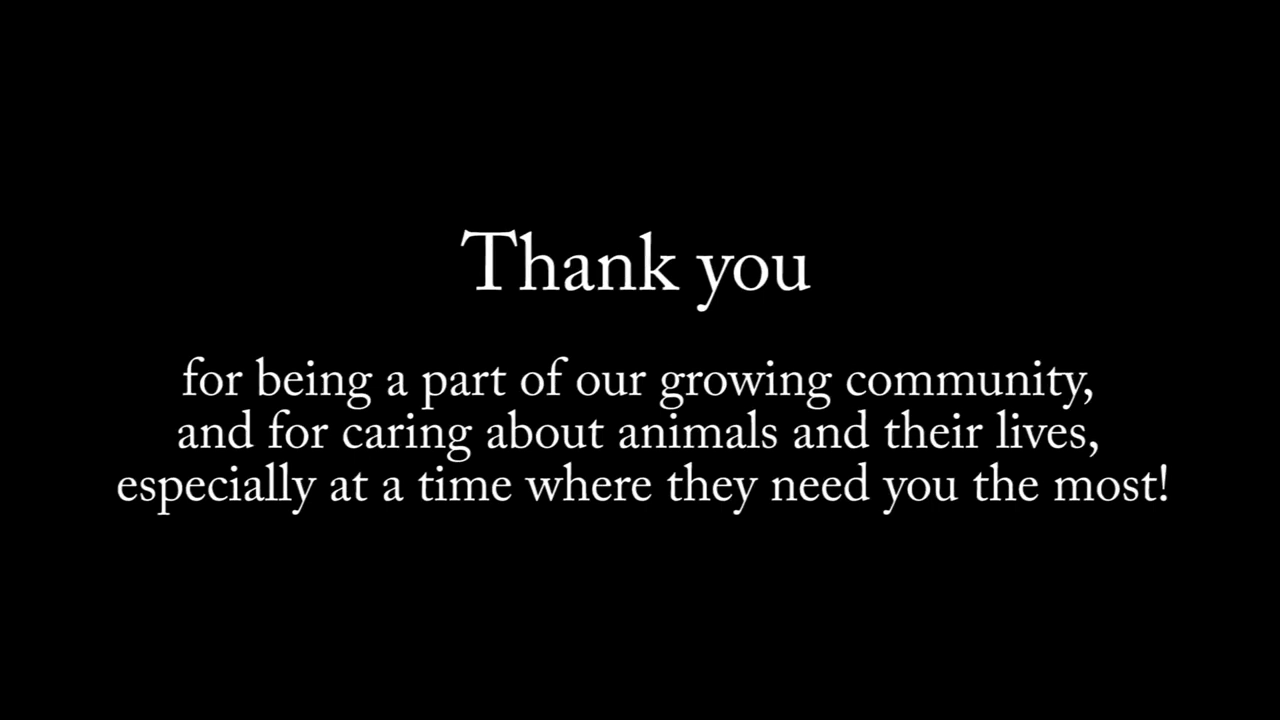 Thank you
for being a part of our growing community,
and for caring about animals and their lives,
especially at a time where they need you the most!